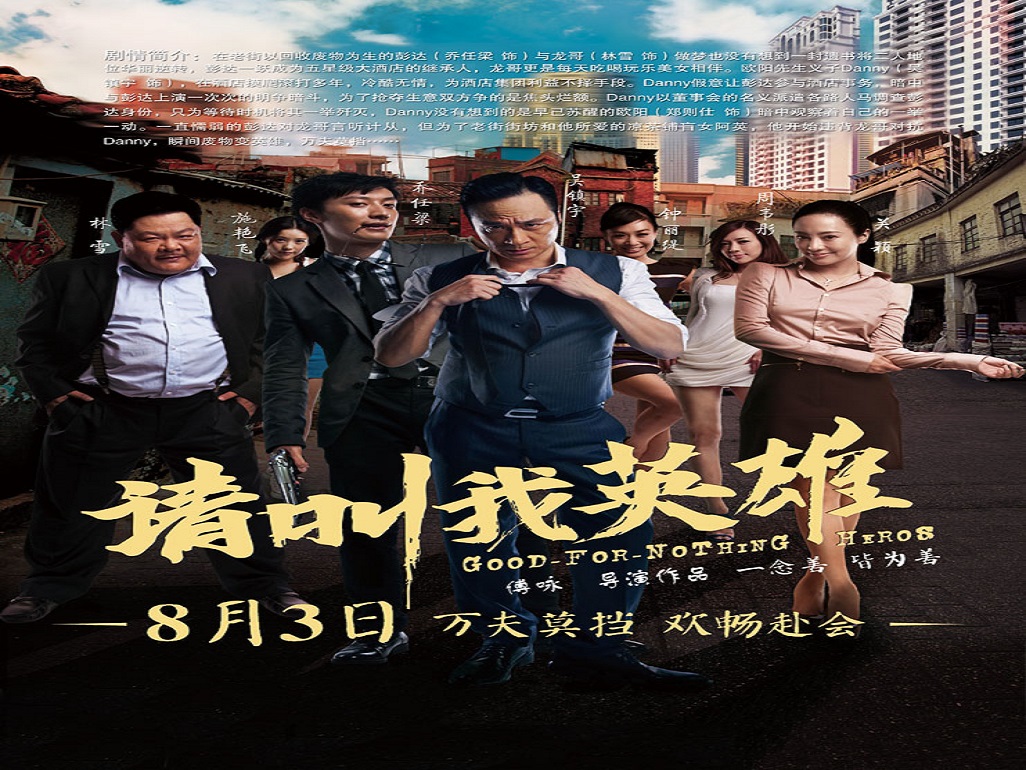 剧情简介：在老街以回收废物为生的彭达（乔任梁 饰）与龙哥（林雪 饰）做梦也没有想到一封遗书将二人地
位华丽逆转，彭达一跃成为五星级大酒店的继承人，龙哥更是每天吃喝玩乐美女相伴。欧阳先生义子Danny（吴
镇宇 饰），在酒店摸爬滚打多年，冷酷无情，为酒店集团利益不择手段。Danny假意让彭达参与酒店事务，暗中
与彭达上演一次次的明争暗斗，为了抢夺生意双方争的是焦头烂额。Danny以董事会的名义派遣各路人马调查彭
达身份，只为等待时机将其一举歼灭，Danny没有想到的是早已苏醒的欧阳（郑则仕 饰）暗中观察着自己的一举
一动。一直懦弱的彭达对龙哥言听计从，但为了老街街坊和他所爱的凉茶铺盲女阿英，他开始违背龙哥对抗
Danny，瞬间废物变英雄，万夫莫挡……
林雪
施艳飞
乔任梁
吴镇宇
钟丽缇
周韦彤
吴颖
请叫我英雄
GOOD-FOR-NOTHING HEROS
傅咏 导演作品 一念善 皆为善
8月3日 万夫莫挡 欢畅赴会